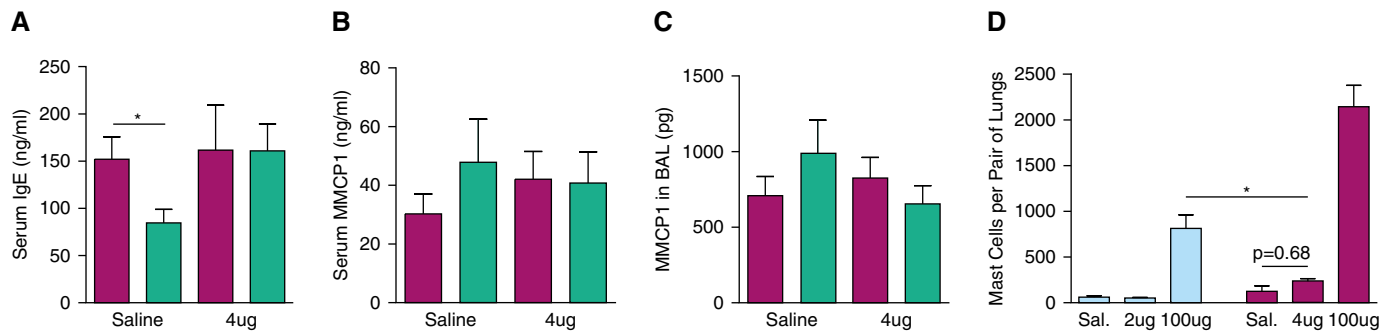 A
Serum IgE (ng/ml)
250
200
150
100
50
0
*
Saline
4ug
B
Serum MMCP1 (ng/ml)
80
60
40
20
0
Saline
4ug
C
MMCP1 in BAL (pg)
1500
1000
500
0
Saline
4ug
D
Mast Cells per Pair of Lungs
2500
2000
1500
1000
500
0
*
p=0.68
Sal.
2ug
100ug
Sal.
4ug
100ug